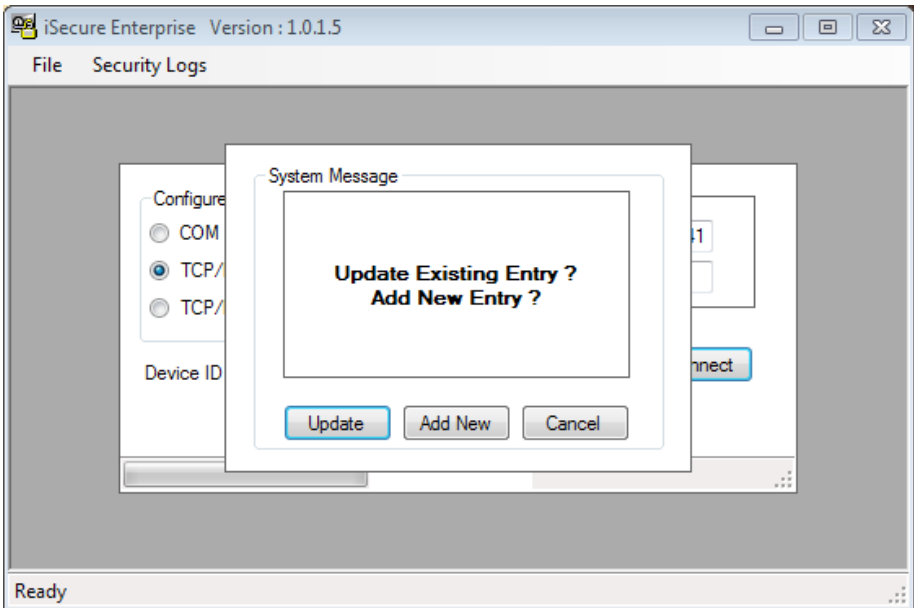 iSecure Enterprise Version : 1.0.1.5
File Security Logs
System Message
Configure
COM
41
Update Existing Entry ?
TCP/
Add New Entry ?
TCP/
Device ID
nnect
Update Add New Cancel
Ready